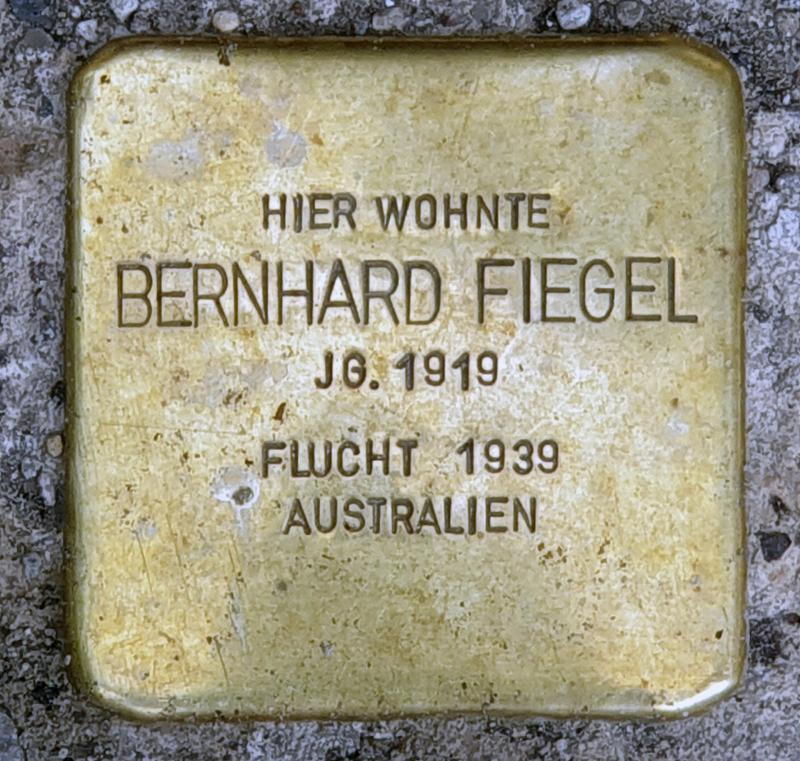 HIER WOHNTE
BERNHARD FIEGEL
JG. 1919
FLUCHT 1939
AUSTRALIEN